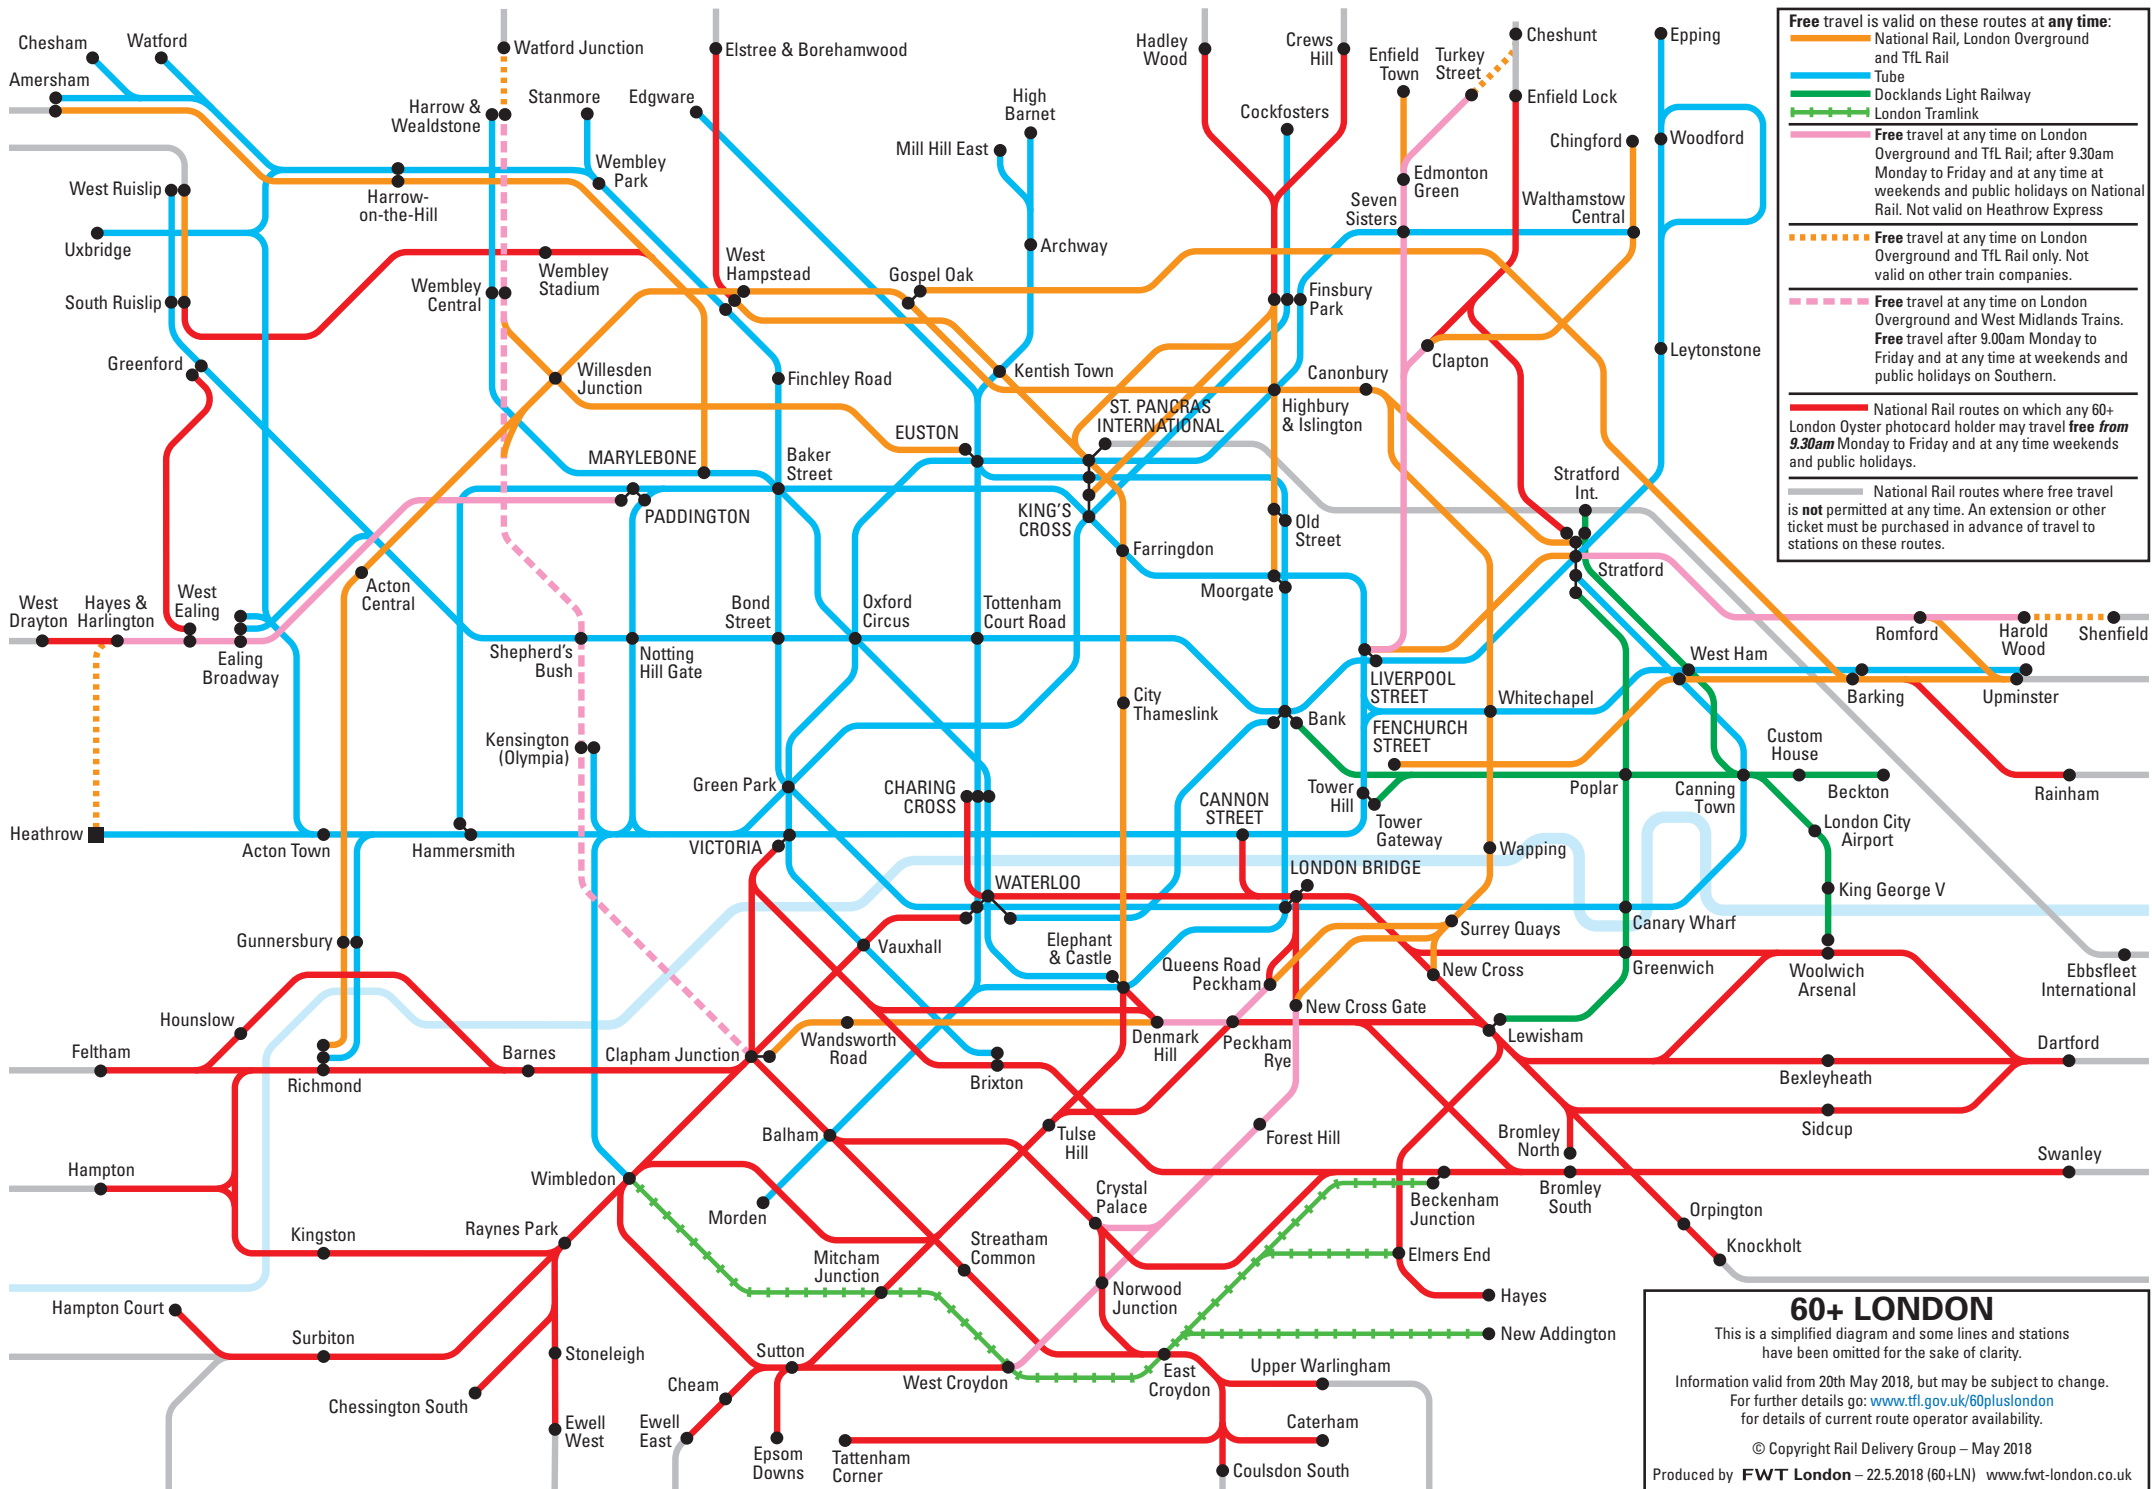 Chesham
Watford
Amersham
Watford Junction
Elstree & Borehamwood
Hadley
Wood
Crews
Hill
Enfield
Town
Turkey
Street
Cheshunt
Epping
Harrow &
Wealdstone
Stanmore
Edgware
High
Barnet
Cockfosters
Enfield Lock
Mill Hill East
Chingford
Woodford
West Ruislip
Harrow-
on-the-Hill
Wembley
Park
Edmonton
Green
Seven
Sisters
Walthamstow
Central
Uxbridge
Archway
South Ruislip
Wembley
Central
Wembley
Stadium
West
Hampstead
Gospel Oak
Finsbury
Park
Greenford
Willesden
Junction
Finchley Road
Kentish Town
Canonbury
Clapton
Leytonstone
ST. PANCRAS
INTERNATIONAL
Highbury
& Islington
EUSTON
MARYLEBONE
Baker
Street
Stratford
Int.
PADDINGTON
KING'S
CROSS
Old
Street
Farringdon
Stratford
Acton
Central
Moorgate
West
Drayton
Hayes &
Harlington
West
Ealing
Ealing
Broadway
Shepherd's
Bush
Notting
Hill Gate
Bond
Street
Oxford
Circus
Tottenham
Court Road
LIVERPOOL
STREET
West Ham
Romford
Harold
Wood
Shenfield
Barking
Upminster
City
Thameslink
Bank
Whitechapel
FENCHURCH
STREET
Kensington
(Olympia)
Green Park
CHARING
CROSS
CANNON
STREET
Tower
Hill
Tower
Gateway
Poplar
Canning
Town
Custom
House
Beckton
Rainham
Heathrow
Acton Town
Hammersmith
VICTORIA
Wapping
London City
Airport
LONDON BRIDGE
WATERLOO
King George V
Gunnersbury
Vauxhall
Elephant
& Castle
Queens Road
Peckham
Surrey Quays
Canary Wharf
New Cross
Greenwich
Woolwich
Arsenal
Ebbsfleet
International
Hounslow
New Cross Gate
Feltham
Richmond
Barnes
Clapham Junction
Wandsworth
Road
Brixton
Denmark
Hill
Peckham
Rye
Lewisham
Bexleyheath
Dartford
Balham
Tulse
Hill
Forest Hill
Bromley
North
Sidcup
Hampton
Wimbledon
Morden
Crystal
Palace
Beckenham
Junction
Bromley
South
Swanley
Kingston
Raynes Park
Mitcham
Junction
Streatham
Common
Elmers End
Orpington
Knockholt
Hampton Court
Surbiton
Norwood
Junction
Hayes
New Addington
Stoneleigh
Sutton
West Croydon
East
Croydon
Upper Warlingham
Chessington South
Cheam
Ewell
West
Ewell
East
Epsom
Downs
Tattenham
Corner
Caterham
Coulsdon South
Free travel is valid on these routes at any time:
National Rail, London Overground
and TfL Rail
Tube
Docklands Light Railway
London Tramlink
Free travel at any time on London
Overground and TfL Rail; after 9.30am
Monday to Friday and at any time at
weekends and public holidays on National
Rail. Not valid on Heathrow Express
Free travel at any time on London
Overground and TfL Rail only. Not
valid on other train companies.
Free travel at any time on London
Overground and West Midlands Trains.
Free travel after 9.00am Monday to
Friday and at any time at weekends and
public holidays on Southern.
National Rail routes on which any 60+
London Oyster photocard holder may travel free from
9.30am Monday to Friday and at any time weekends
and public holidays.
National Rail routes where free travel
is not permitted at any time. An extension or other
ticket must be purchased in advance of travel to
stations on these routes.
60+ LONDON
This is a simplified diagram and some lines and stations
have been omitted for the sake of clarity.
Information valid from 20th May 2018, but may be subject to change.
For further details go: www.tfl.gov.uk/60pluslondon
for details of current route operator availability.
© Copyright Rail Delivery Group – May 2018
Produced by FWT London – 22.5.2018 (60+LN) www.fwt-london.co.uk